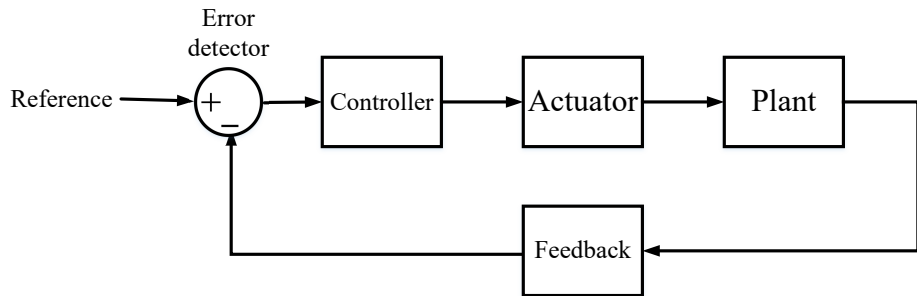 Error
detector
Reference
+
−
Controller
Actuator
Plant
Feedback